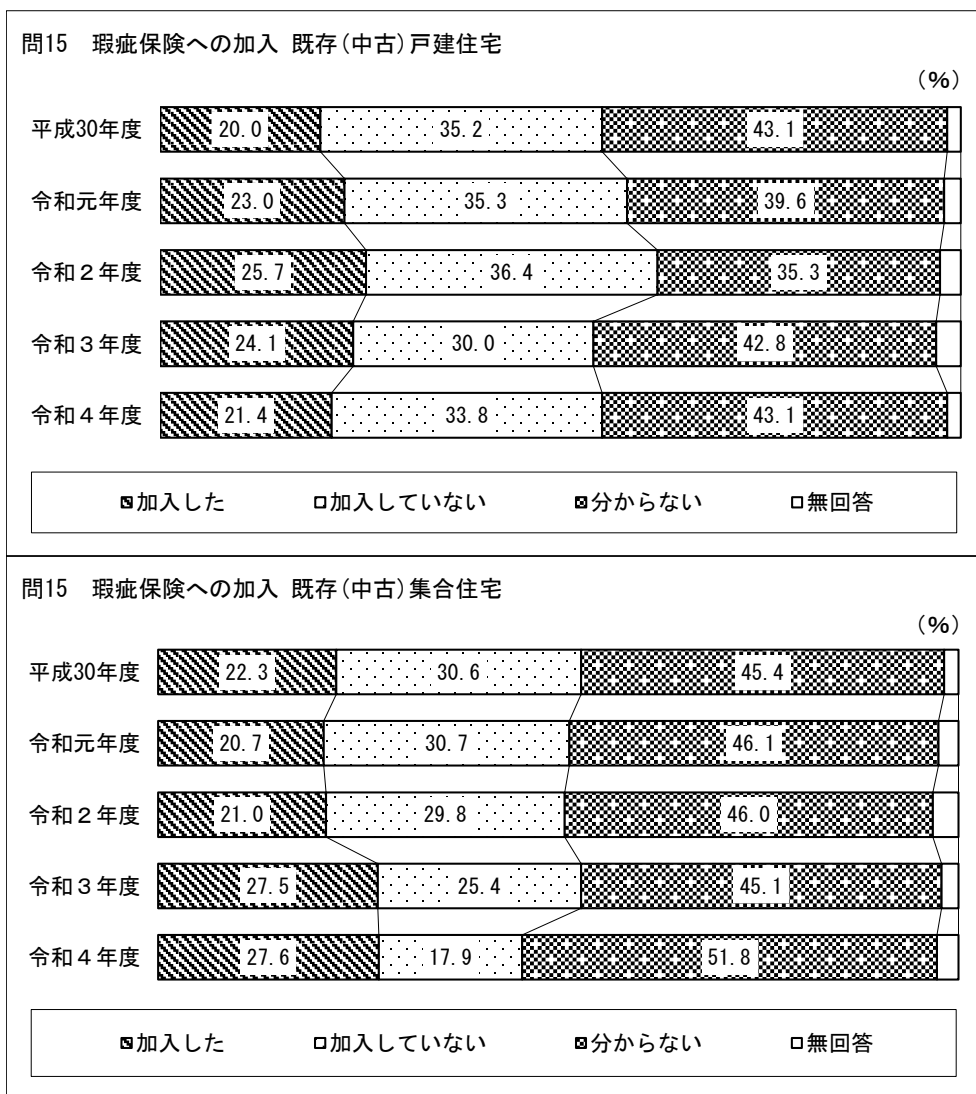 問15　瑕疵保険への加入 既存(中古)戸建住宅
(%)
平成30年度 20.0 35.2 43.1
令和元年度 23.0 35.3 39.6
令和２年度 25.7 36.4 35.3
令和３年度 24.1 30.0 42.8
令和４年度 21.4 33.8 43.1
加入した 加入していない 分からない 無回答
問15　瑕疵保険への加入 既存(中古)集合住宅
(%)
平成30年度 22.3 30.6 45.4
令和元年度 20.7 30.7 46.1
令和２年度 21.0 29.8 46.0
令和３年度 27.5 25.4 45.1
令和４年度 27.6 17.9 51.8
加入した 加入していない 分からない 無回答